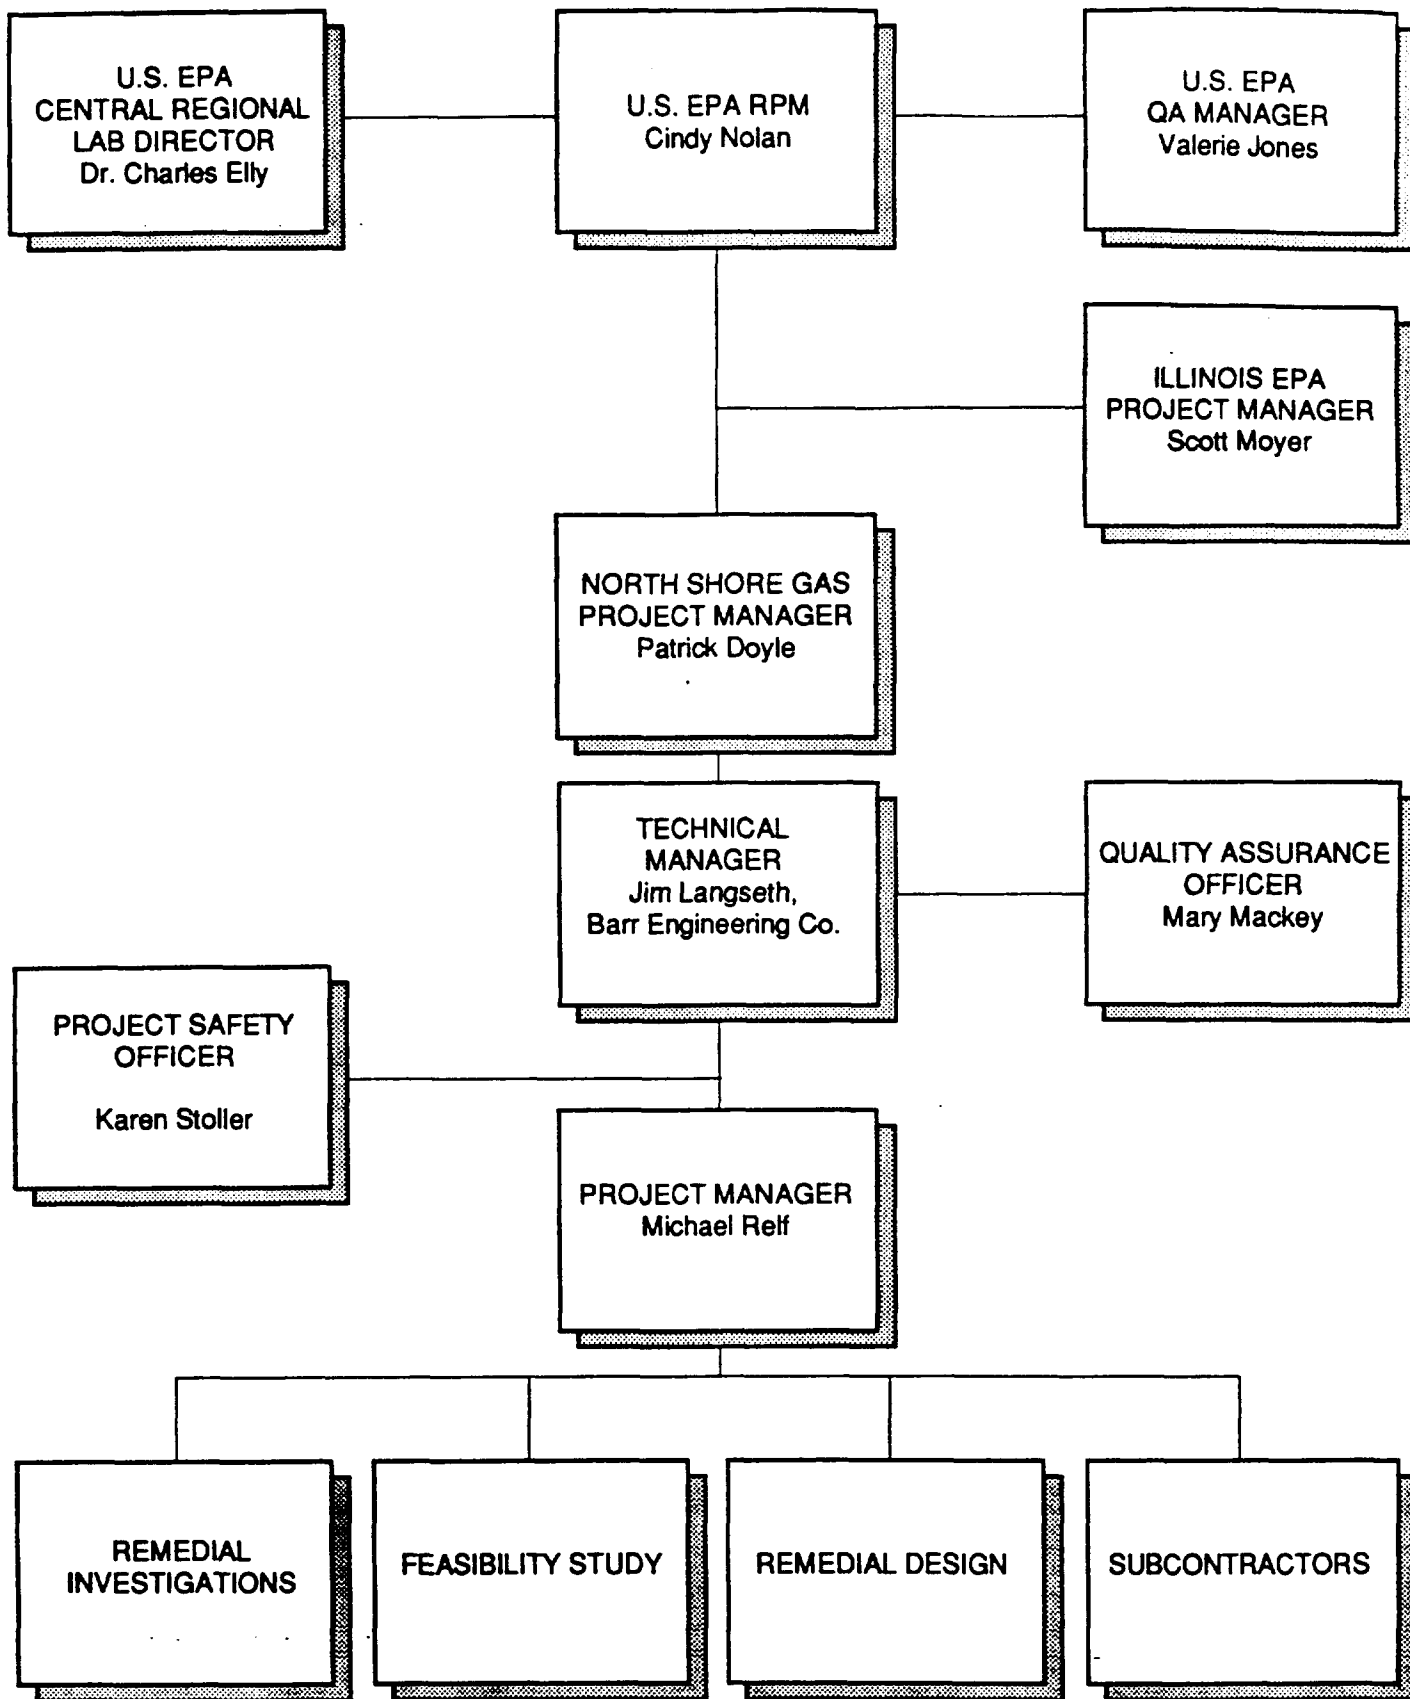 U.S. EPA
CENTRAL REGIONAL
LAB DIRECTOR
Dr. Charles Elly
U.S. EPA RPM
Cindy Nolan
U.S. EPA
QA MANAGER
Valerie Jones
ILLINOIS EPA
PROJECT MANAGER
Scott Moyer
NORTH SHORE GAS
PROJECT MANAGER
Patrick Doyle
TECHNICAL
MANAGER
Jim Langseth,
Barr Engineering Co.
QUALITY ASSURANCE
OFFICER
Mary Mackey
PROJECT SAFETY
OFFICER
Karen Stoller
PROJECT MANAGER
Michael Relf
REMEDIAL
INVESTIGATIONS
FEASIBILITY STUDY
REMEDIAL DESIGN
SUBCONTRACTORS